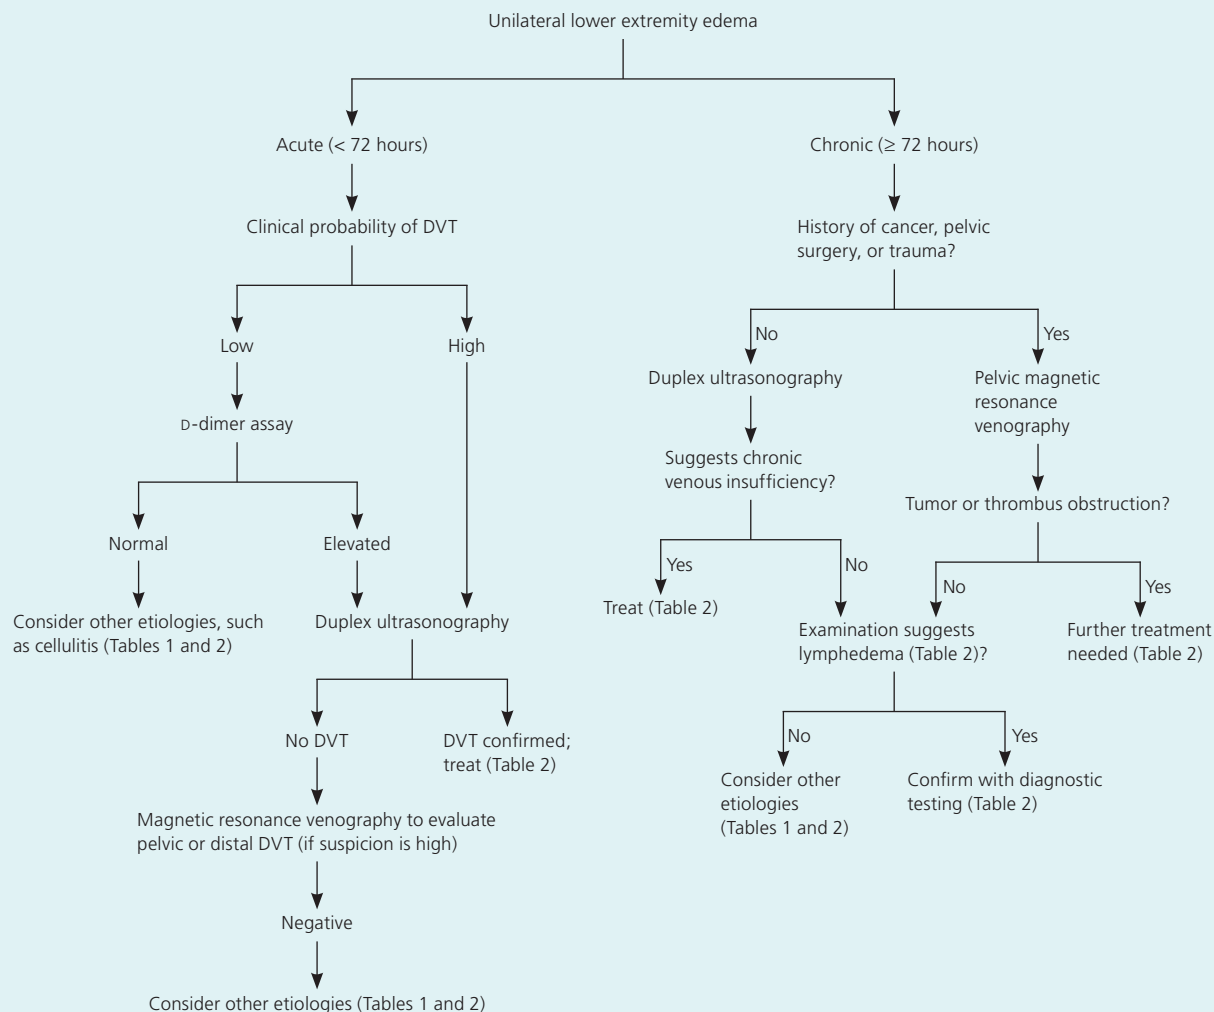 Unilateral lower extremity edema
Acute (< 72 hours)
Chronic (≥ 72 hours)
Clinical probability of DVT
History of cancer, pelvic
surgery, or trauma?
Low
High
No
Yes
D-dimer assay
Duplex ultrasonography
Pelvic magnetic
resonance
venography
Suggests chronic
venous insufficiency?
Tumor or thrombus obstruction?
Normal
Elevated
Yes
No
No
Yes
Consider other etiologies, such
as cellulitis (Tables 1 and 2)
Duplex ultrasonography
Treat (Table 2)
Examination suggests
lymphedema (Table 2)?
Further treatment
needed (Table 2)
No DVT
DVT confirmed;
treat (Table 2)
No
Yes
Consider other
etiologies
(Tables 1 and 2)
Confirm with diagnostic
testing (Table 2)
Magnetic resonance venography to evaluate
pelvic or distal DVT (if suspicion is high)
Negative
Consider other etiologies (Tables 1 and 2)